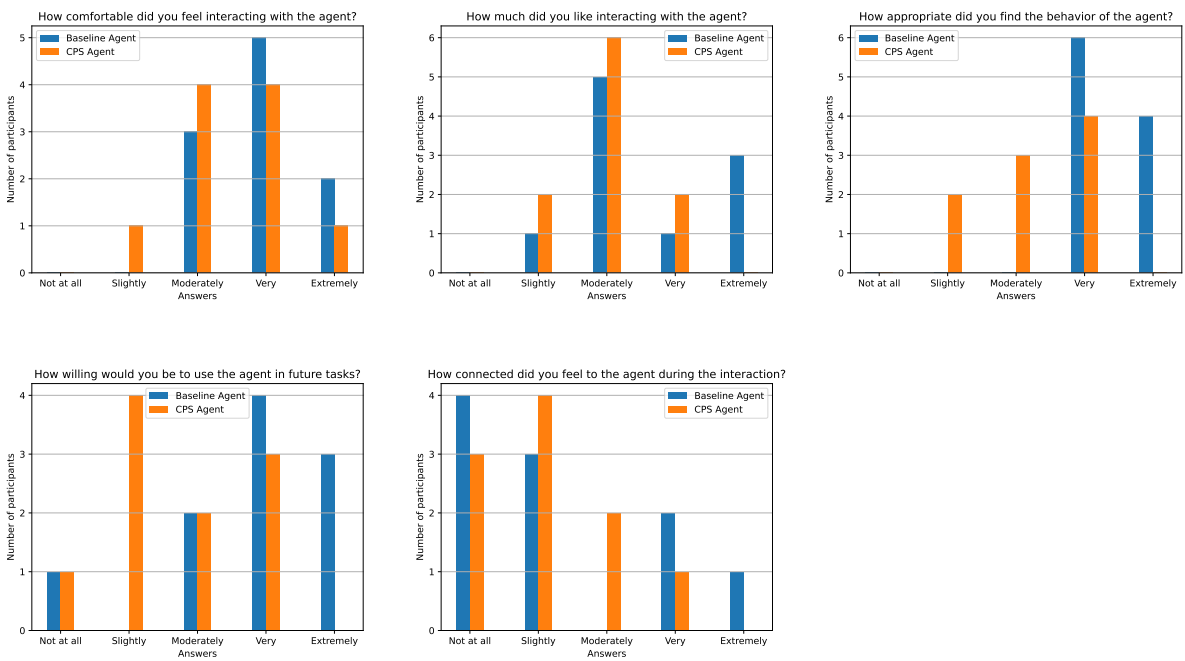 How comfortable did you feel interacting with the agent?
Baseline Agent
CPS Agent
Number of participants
5
4
3
2
1
0
Not at all Slightly Moderately Very Extremely
Answers
How much did you like interacting with the agent?
Baseline Agent
CPS Agent
Number of participants
6
5
4
3
2
1
0
Not at all Slightly Moderately Very Extremely
Answers
How appropriate did you find the behavior of the agent?
Baseline Agent
CPS Agent
Number of participants
6
5
4
3
2
1
0
Not at all Slightly Moderately Very Extremely
Answers
How willing would you be to use the agent in future tasks?
Baseline Agent
CPS Agent
Number of participants
4
3
2
1
0
Not at all Slightly Moderately Very Extremely
Answers
How connected did you feel to the agent during the interaction?
Baseline Agent
CPS Agent
Number of participants
4
3
2
1
0
Not at all Slightly Moderately Very Extremely
Answers